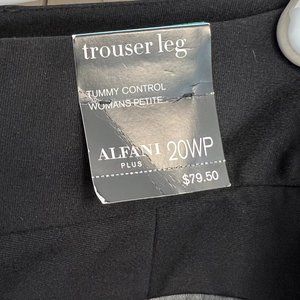 trouser leg
TUMMY CONTROL
WOMANS PETITE
ALFANI 20WP
PLUS
$79.50